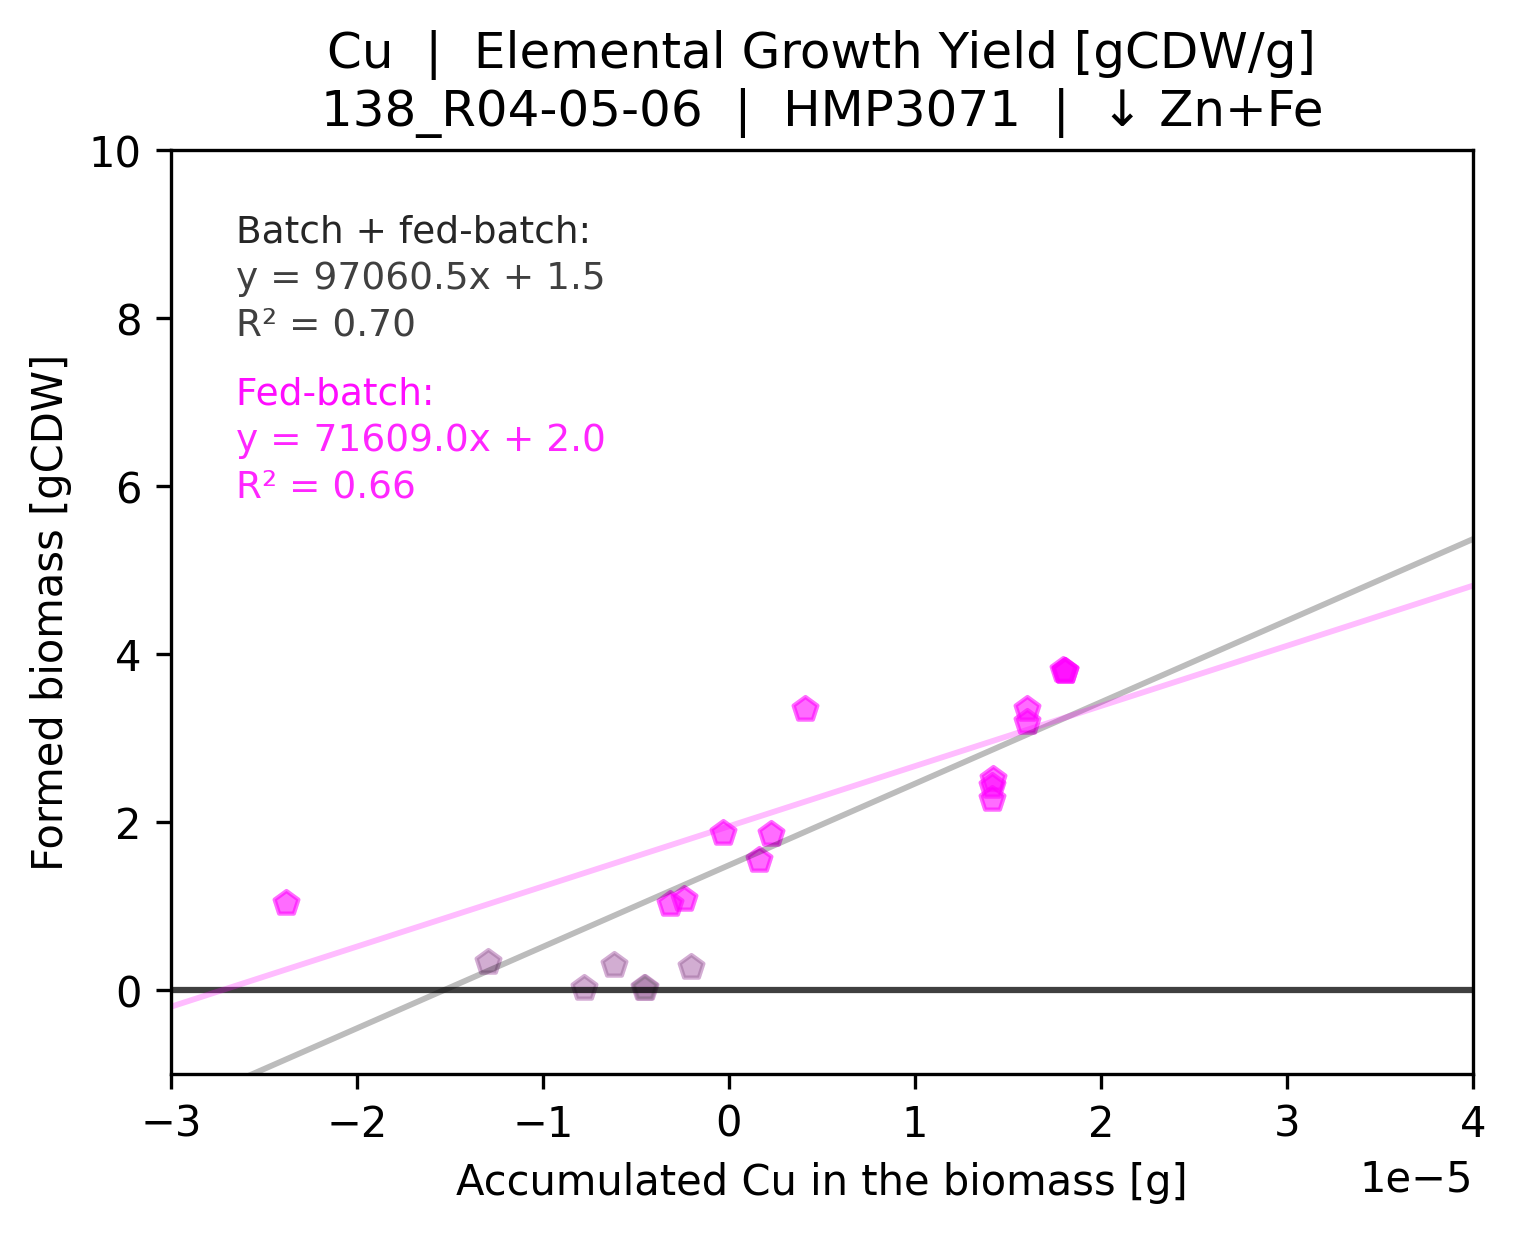 Cu  |  Elemental Growth Yield [gCDW/g]
138_R04-05-06  |  HMP3071  |  ↓ Zn+Fe
10
8
6
4
2
0
Formed biomass [gCDW]
Batch + fed-batch:
y = 97060.5x + 1.5
R² = 0.70
Fed-batch:
y = 71609.0x + 2.0
R² = 0.66
−3 −2 −1 0 1 2 3 4
Accumulated Cu in the biomass [g]
1e−5